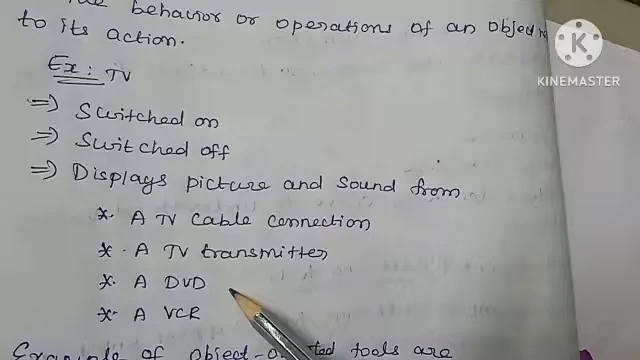 behavior or operations of an object
to its action.
Ex: TV
=> Switched on
=> Switched off
=> Displays picture and sound from
*. A TV cable connection
*. A TV transmitter
*. A DVD
*. A VCR
Example of object-oriented tools are
KINEMASTER